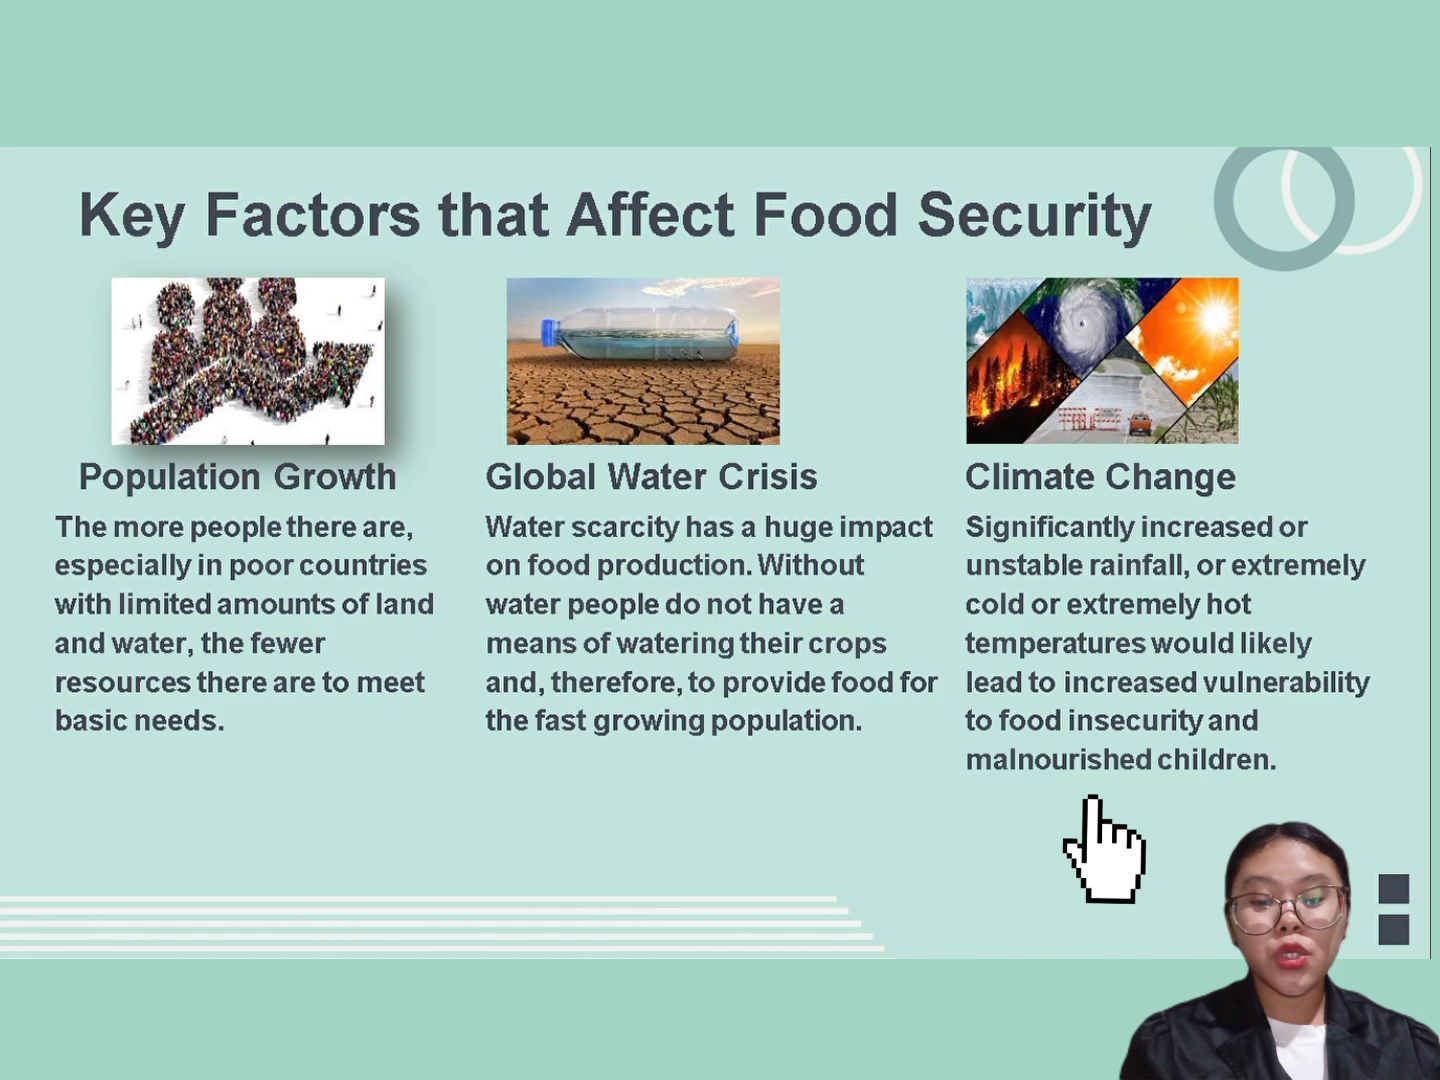 Key Factors that Affect Food Security
Population Growth
The more people there are,
especially in poor countries
with limited amounts of land
and water, the fewer
resources there are to meet
basic needs.
Global Water Crisis
Water scarcity has a huge impact
on food production. Without
water people do not have a
means of watering their crops
and, therefore, to provide food for
the fast growing population.
Climate Change
Significantly increased or
unstable rainfall, or extremely
cold or extremely hot
temperatures would likely
lead to increased vulnerability
to food insecurity and
malnourished children.